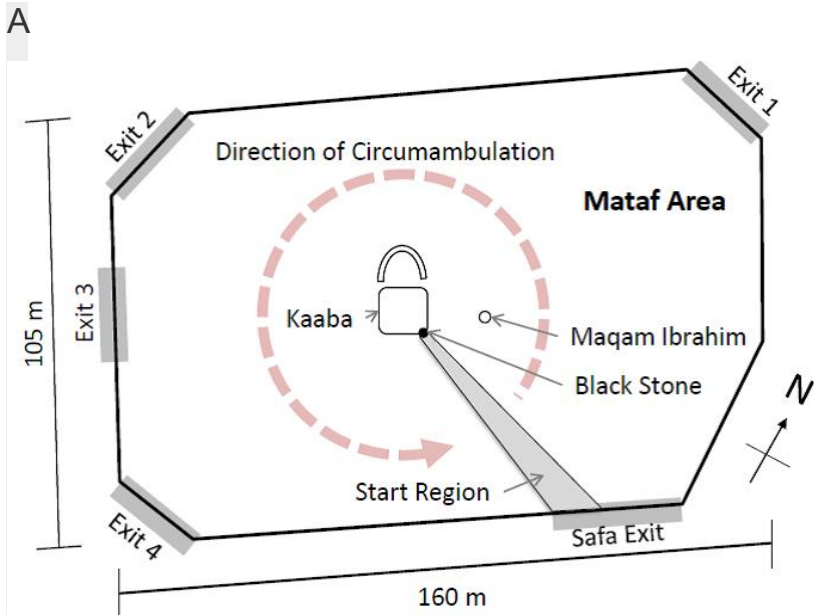 A
Exit 1
Exit 2
Direction of Circumambulation
Mataf Area
Exit 3
105 m
Kaaba
Maqam Ibrahim
Black Stone
N
Start Region
Exit 4
Safa Exit
160 m